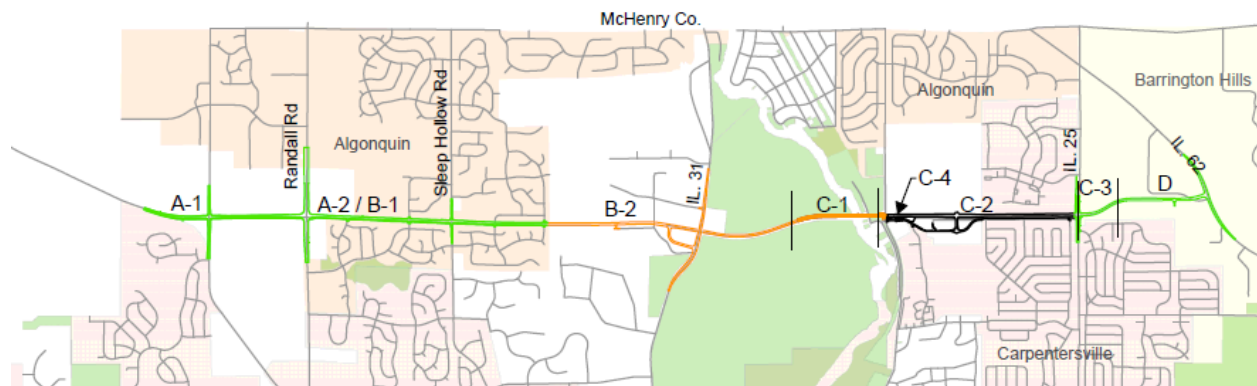 McHenry Co.
Barrington Hills
Algonquin
Algonquin
Randall Rd
Sleep Hollow Rd
IL. 31
IL. 25
IL. 62
A-1
A-2 / B-1
B-2
C-1
C-4
C-2
C-3
D
Carpentersville